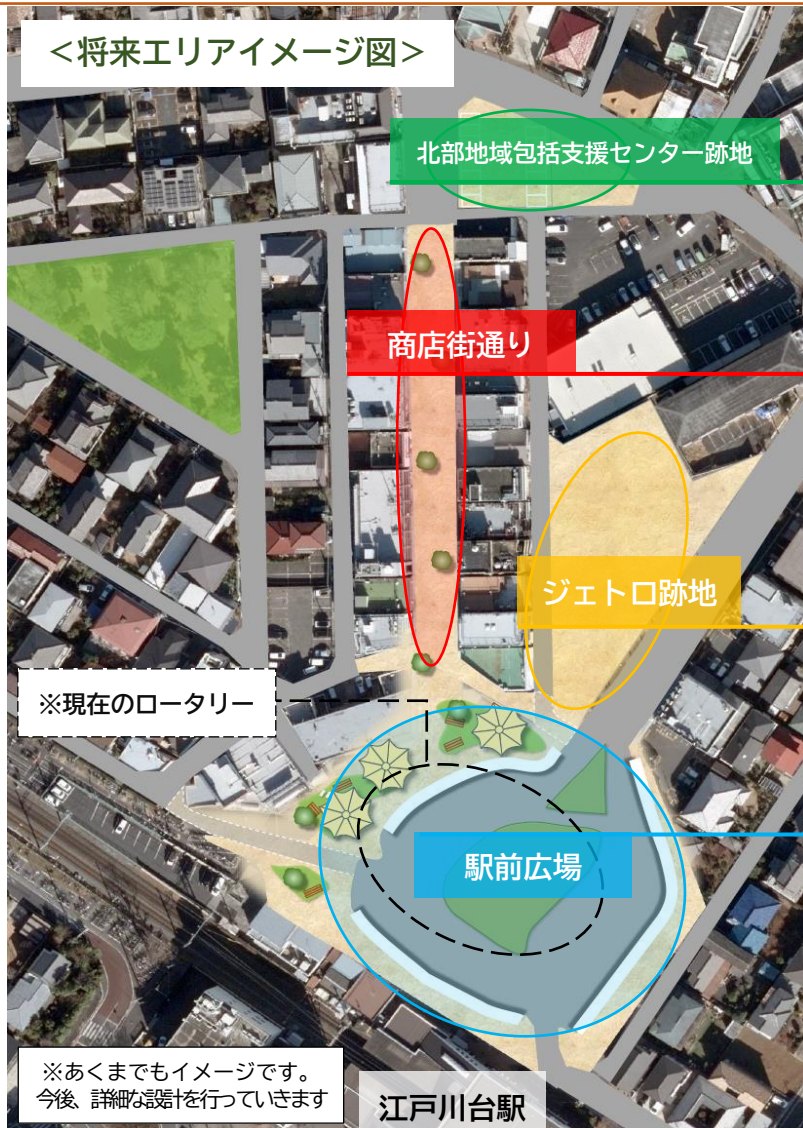 ＜将来エリアイメージ図＞
北部地域包括支援センター跡地
商店街通り
ジェトロ跡地
※現在のロータリー
駅前広場
※あくまでもイメージです。
今後、詳細な設計を行っていきます
江戸川台駅